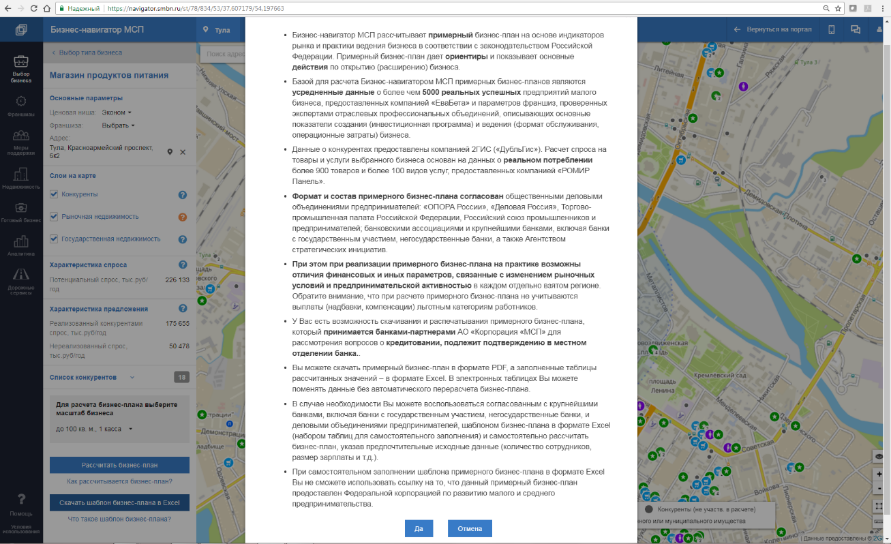 Надежный | https://navigator.smbn.ru/st/78/834/53/37.607179/54.197663
Бизнес-навигатор МСП
Тула
Вернуться на портал
Выбор типа бизнеса
Поиск адрес
Выбор
бизнеса
Франшизы
Меры
поддержки
Недвижимость
Готовый бизнес
Аналитика
Помощь
Условия
использования
Магазин продуктов питания
Основные параметры
Ценовая ниша: Эконом
Франшиза: Выбрать
Адрес:
Тула, Красноармейский проспект,
6к2
Слои на карте
Конкуренты
Рыночная недвижимость
Государственная недвижимость
Характеристика спроса
Потенциальный спрос, тыс.руб/
год
226 133
Характеристика предложения
Реализованный конкурентами
спрос, тыс.руб/год
175 655
Нереализованный спрос,
тыс.руб/год
50 478
Список конкурентов
Для расчета бизнес-плана выберите
масштаб бизнеса
до 100 кв. м., 1 касса
Рассчитать бизнес-план
Как рассчитывается бизнес-план?
Скачать шаблон бизнес-плана в Excel
Что такое шаблон бизнес-плана?
• Бизнес-навигатор МСП рассчитывает примерный бизнес-план на основе индикаторов
рынка и практики ведения бизнеса в соответствии с законодательством Российской
Федерации. Примерный бизнес-план дает ориентиры и показывает основные
действия по открытию (расширению) бизнеса.
• Базой для расчета Бизнес-навигатором МСП примерных бизнес-планов являются
усредненные данные о более чем 5000 реальных успешных предприятий малого
бизнеса, предоставленных компанией «ЕваБета» и параметров франшиз, проверенных
экспертами отраслевых профессиональных объединений, описывающих основные
показатели создания (инвестиционная программа) и ведения (формат обслуживания,
операционные затраты) бизнеса.
• Данные о конкурентах предоставлены компанией 2ГИС («ДубльГис»). Расчет спроса на
товары и услуги выбранного бизнеса основан на данных о реальном потреблении
более 900 товаров и более 100 видов услуг, предоставленных компанией «РОМИР
Панель».
• Формат и состав примерного бизнес-плана согласован общественными деловыми
объединениями предпринимателей: «ОПОРА России», «Деловая Россия», Торгово-
промышленная палата Российской Федерации, Российский союз промышленников и
предпринимателей; банковскими ассоциациями и крупнейшими банками, включая банки
с государственным участием, негосударственные банки, а также Агентством
стратегических инициатив.
• При этом при реализации примерного бизнес-плана на практике возможны
отличия финансовых и иных параметров, связанные с изменением рыночных
условий и предпринимательской активностью в каждом отдельно взятом регионе.
Обратите внимание, что при расчете примерного бизнес-плана не учитываются
выплаты (надбавки, компенсации) льготным категориям работников.
• У Вас есть возможность скачивания и распечатывания примерного бизнес-плана,
который принимается банками-партнерами АО «Корпорация «МСП» для
рассмотрения вопросов о кредитовании, подлежит подтверждению в местном
отделении банка..
• Вы можете скачать примерный бизнес-план в формате PDF, а заполненные таблицы
рассчитанных значений – в формате Excel. В электронных таблицах Вы можете
поменять данные без автоматического перерасчета бизнес-плана.
• В случае необходимости Вы можете воспользоваться согласованным с крупнейшими
банками, включая банки с государственным участием, негосударственные банки, и
деловыми объединениями предпринимателей, шаблоном бизнес-плана в формате Excel
(набором таблиц для самостоятельного заполнения) и самостоятельно рассчитать
бизнес-план, указав предпочтительные исходные данные (количество сотрудников,
размер зарплаты и т.д.).
• При самостоятельном заполнении шаблона примерного бизнес-плана в формате Excel
Вы не сможете использовать ссылку на то, что данный примерный бизнес-план
предоставлен Федеральной корпорацией по развитию малого и среднего
предпринимательства.
Да
Отмена
площадь
Ленина
Кремлёвский сад
Конкуренты (не участв. в расчете)
ного или муниципального имущества
Данные предоставлены © 2G